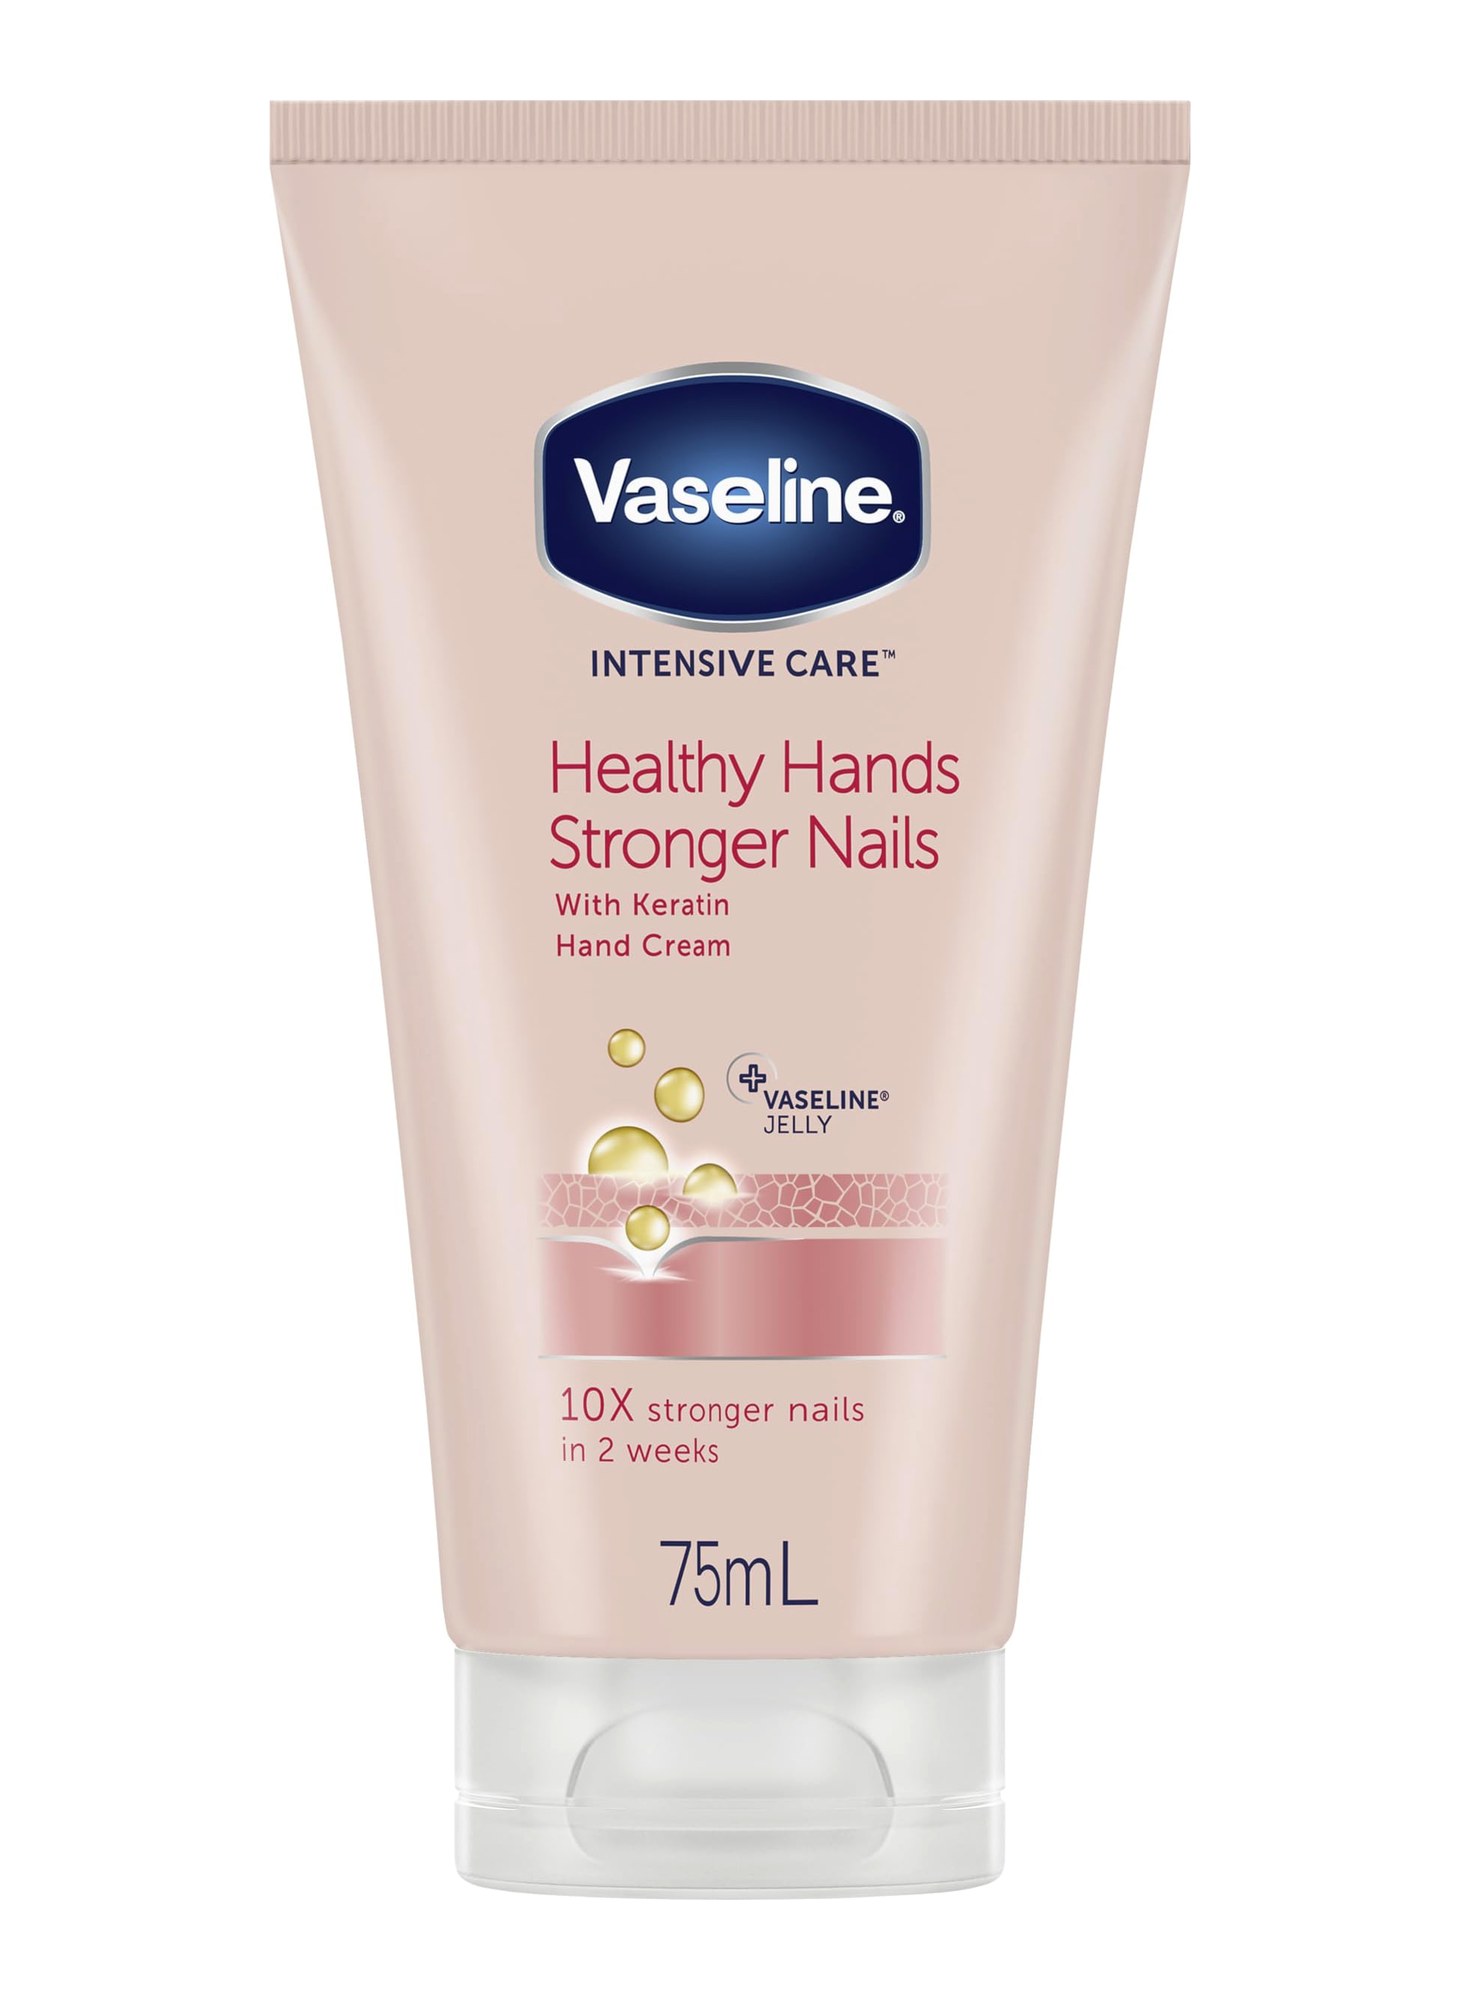 Vaseline®
INTENSIVE CARE™
Healthy Hands
Stronger Nails
With Keratin
Hand Cream
VASELINE®
JELLY
10X stronger nails
in 2 weeks
75mL